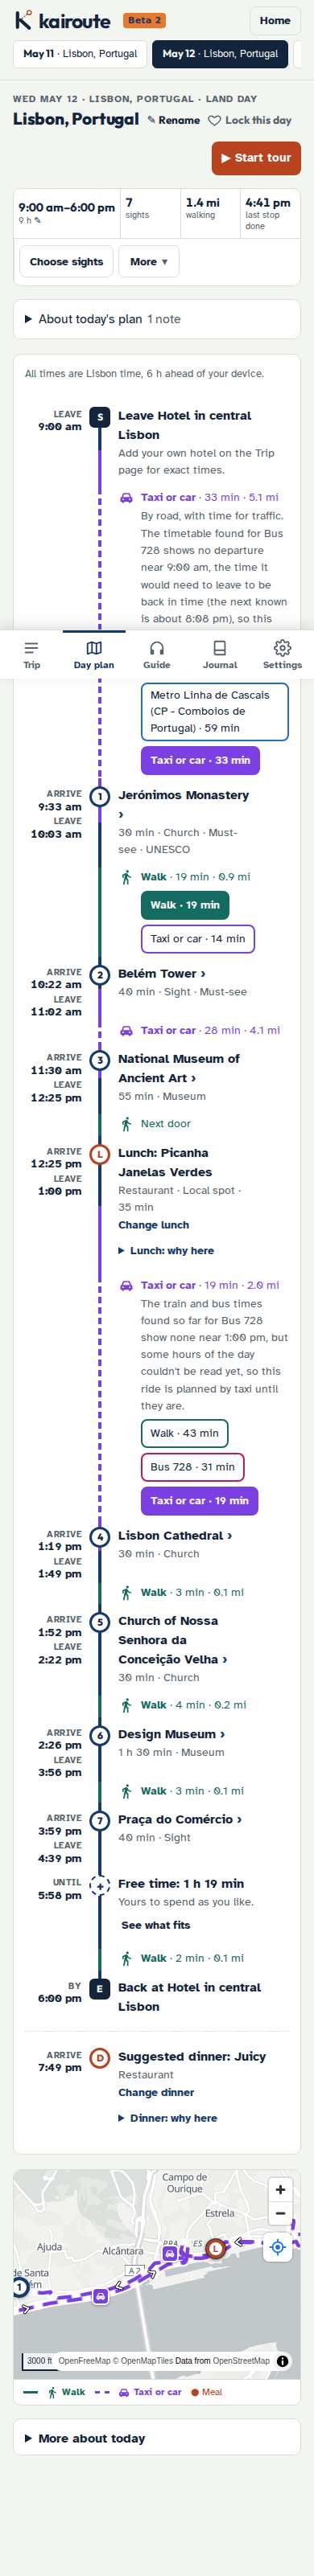 kairoute Beta 2 Home
May 11 · Lisbon, Portugal May 12 · Lisbon, Portugal
WED MAY 12 · LISBON, PORTUGAL · LAND DAY
Lisbon, Portugal ✎ Rename ♡ Lock this day
▶ Start tour
9:00 am–6:00 pm
9 h ✎
7
sights
1.4 mi
walking
4:41 pm
last stop
done
Choose sights More ▾
▶ About today's plan 1 note
All times are Lisbon time, 6 h ahead of your device.
LEAVE
9:00 am
S
Leave Hotel in central
Lisbon
Add your own hotel on the Trip
page for exact times.
Taxi or car · 33 min · 5.1 mi
By road, with time for traffic.
The timetable found for Bus
728 shows no departure
near 9:00 am, the time it
would need to leave to be
back in time (the next known
is about 8:08 pm), so this
Trip Day plan Guide Journal Settings
Metro Linha de Cascais
(CP - Comboios de
Portugal) · 59 min
Taxi or car · 33 min
ARRIVE
9:33 am
LEAVE
10:03 am
1
Jerónimos Monastery
›
30 min · Church · Must-
see · UNESCO
Walk · 19 min · 0.9 mi
Walk · 19 min
Taxi or car · 14 min
ARRIVE
10:22 am
LEAVE
11:02 am
2
Belém Tower ›
40 min · Sight · Must-see
Taxi or car · 28 min · 4.1 mi
ARRIVE
11:30 am
LEAVE
12:25 pm
3
National Museum of
Ancient Art ›
55 min · Museum
Next door
ARRIVE
12:25 pm
LEAVE
1:00 pm
L
Lunch: Picanha
Janelas Verdes
Restaurant · Local spot ·
35 min
Change lunch
▶ Lunch: why here
Taxi or car · 19 min · 2.0 mi
The train and bus times
found so far for Bus 728
show none near 1:00 pm, but
some hours of the day
couldn't be read yet, so this
ride is planned by taxi until
they are.
Walk · 43 min
Bus 728 · 31 min
Taxi or car · 19 min
ARRIVE
1:19 pm
LEAVE
1:49 pm
4
Lisbon Cathedral ›
30 min · Church
Walk · 3 min · 0.1 mi
ARRIVE
1:52 pm
LEAVE
2:22 pm
5
Church of Nossa
Senhora da
Conceição Velha ›
30 min · Church
Walk · 4 min · 0.2 mi
ARRIVE
2:26 pm
LEAVE
3:56 pm
6
Design Museum ›
1 h 30 min · Museum
Walk · 3 min · 0.1 mi
ARRIVE
3:59 pm
LEAVE
4:39 pm
7
Praça do Comércio ›
40 min · Sight
UNTIL
5:58 pm
+
Free time: 1 h 19 min
Yours to spend as you like.
See what fits
Walk · 2 min · 0.1 mi
BY
6:00 pm
E
Back at Hotel in central
Lisbon
ARRIVE
7:49 pm
D
Suggested dinner: Juicy
Restaurant
Change dinner
▶ Dinner: why here
Campo de
Ourique
Estrela
Ajuda
Alcântara
L
1
+
−
3000 ft OpenFreeMap © OpenMapTiles Data from OpenStreetMap
Walk Taxi or car Meal
▶ More about today